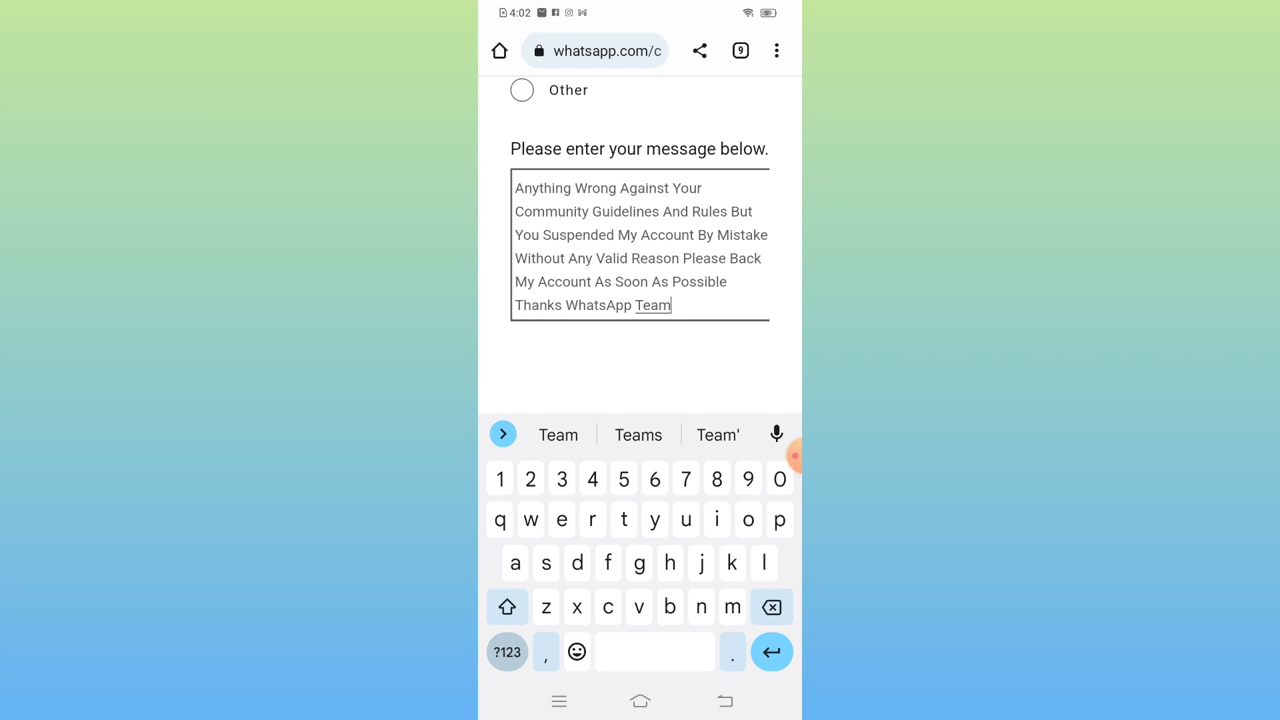 4:02
whatsapp.com/c
9
Other
Please enter your message below.
Anything Wrong Against Your
Community Guidelines And Rules But
You Suspended My Account By Mistake
Without Any Valid Reason Please Back
My Account As Soon As Possible
Thanks WhatsApp Team
Team Teams Team'
1 2 3 4 5 6 7 8 9 0
q w e r t y u i o p
a s d f g h j k l
z x c v b n m
?123 , .